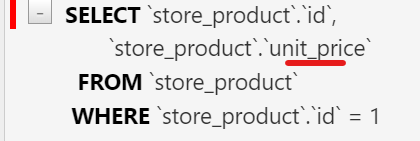 SELECT `store_product`.`id`,
`store_product`.`unit_price`
FROM `store_product`
WHERE `store_product`.`id` = 1